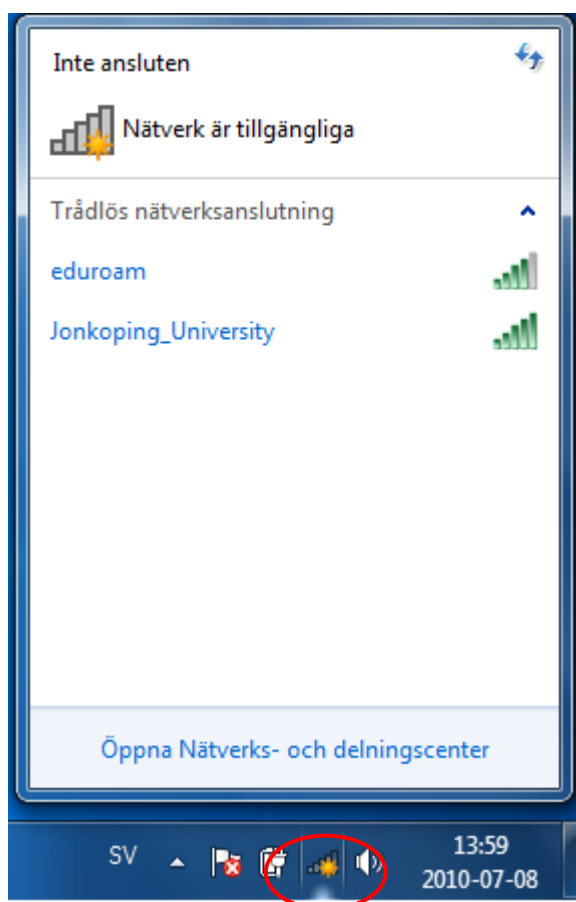 Inte ansluten
Nätverk är tillgängliga
Trådlös nätverksanslutning
eduroam
Jonkoping_University
Öppna Nätverks- och delningscenter
SV
13:59
2010-07-08